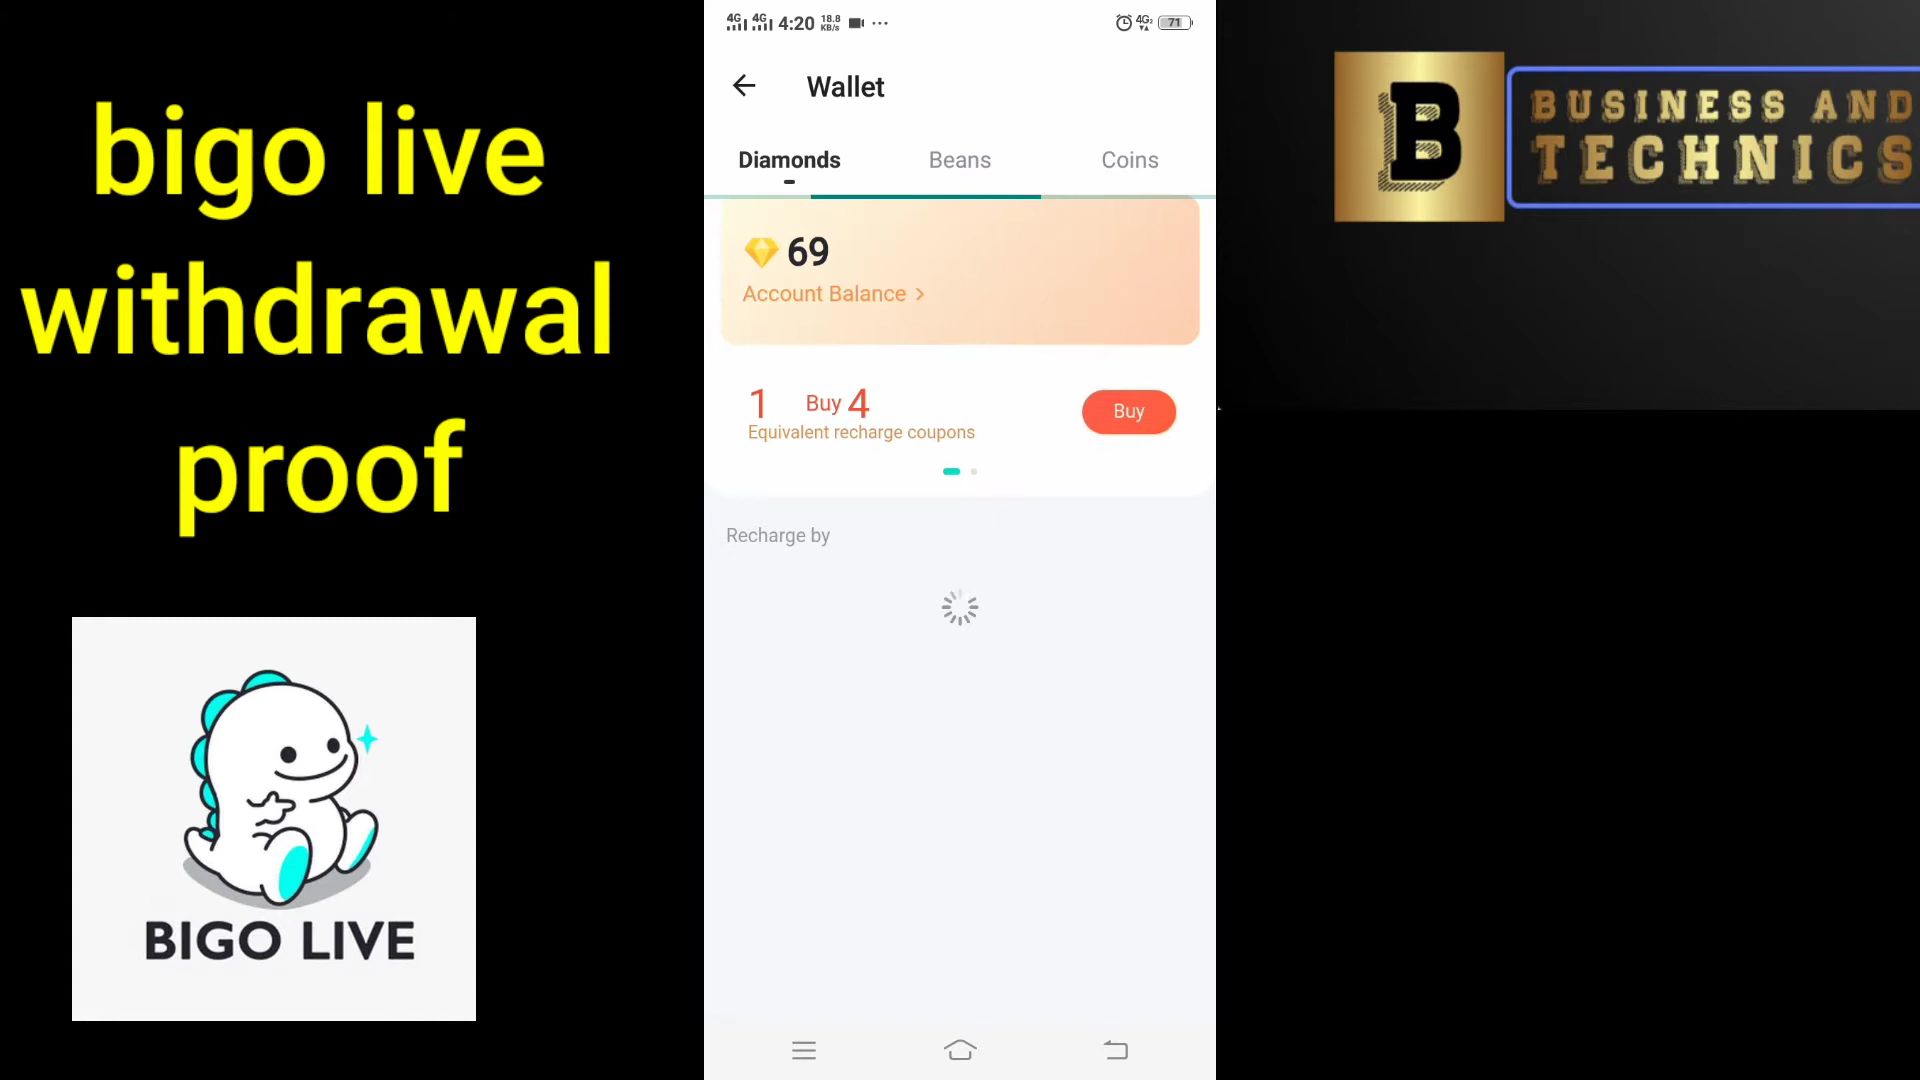 bigo live
withdrawal
proof
BIGO LIVE
4G 4G 4:20 18.8 KB/s
4G 71
Wallet
Diamonds Beans Coins
69
Account Balance >
1 Buy 4
Equivalent recharge coupons
Buy
Recharge by
B
BUSINESS AND
TECHNICS